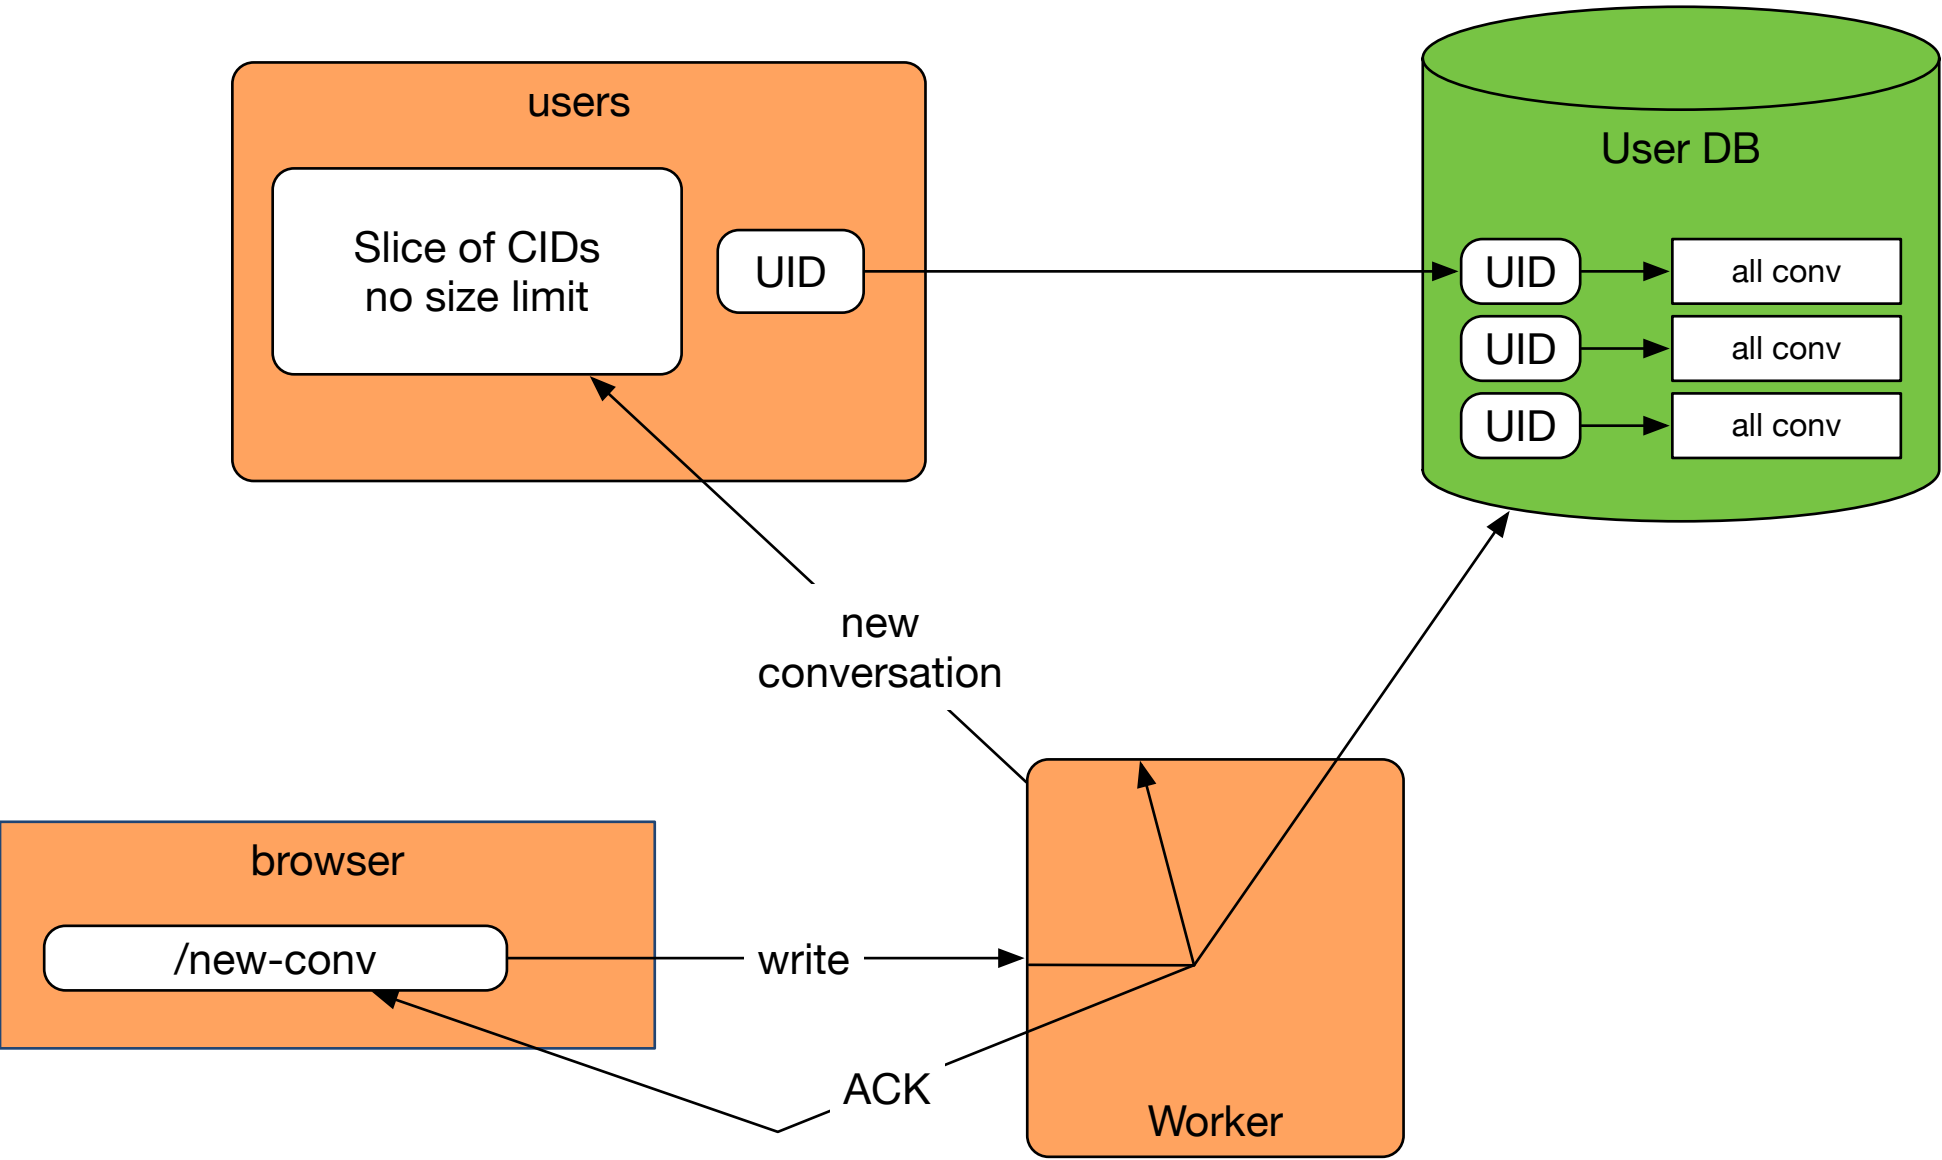 users
Slice of CIDs
no size limit
UID
User DB
UID
all conv
UID
all conv
UID
all conv
new
conversation
browser
/new-conv
write
ACK
Worker